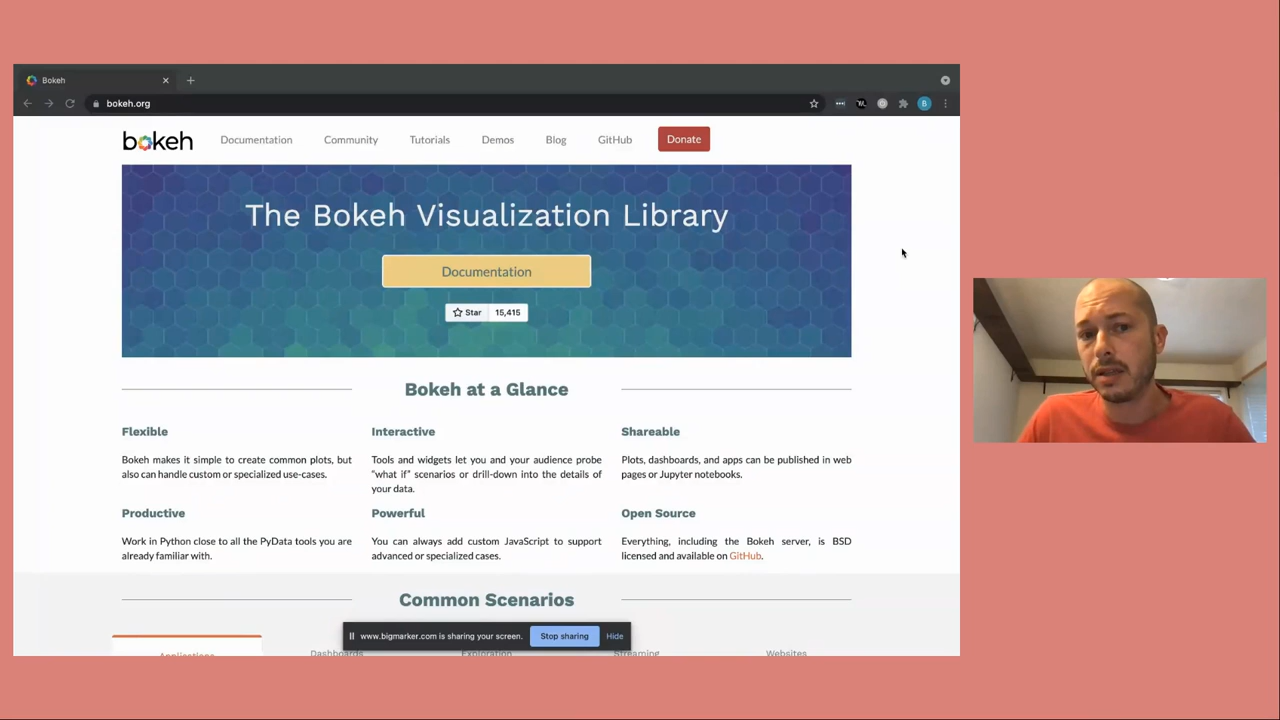 Bokeh
bokeh.org
B
bokeh Documentation Community Tutorials Demos Blog GitHub Donate
The Bokeh Visualization Library
Documentation
Star 15,415
Bokeh at a Glance
Flexible
Bokeh makes it simple to create common plots, but
also can handle custom or specialized use-cases.
Interactive
Tools and widgets let you and your audience probe
“what if” scenarios or drill-down into the details of
your data.
Shareable
Plots, dashboards, and apps can be published in web
pages or Jupyter notebooks.
Productive
Work in Python close to all the PyData tools you are
already familiar with.
Powerful
You can always add custom JavaScript to support
advanced or specialized cases.
Open Source
Everything, including the Bokeh server, is BSD
licensed and available on GitHub.
Common Scenarios
www.bigmarker.com is sharing your screen. Stop sharing Hide
Applications Dashboards Exploration Streaming Websites